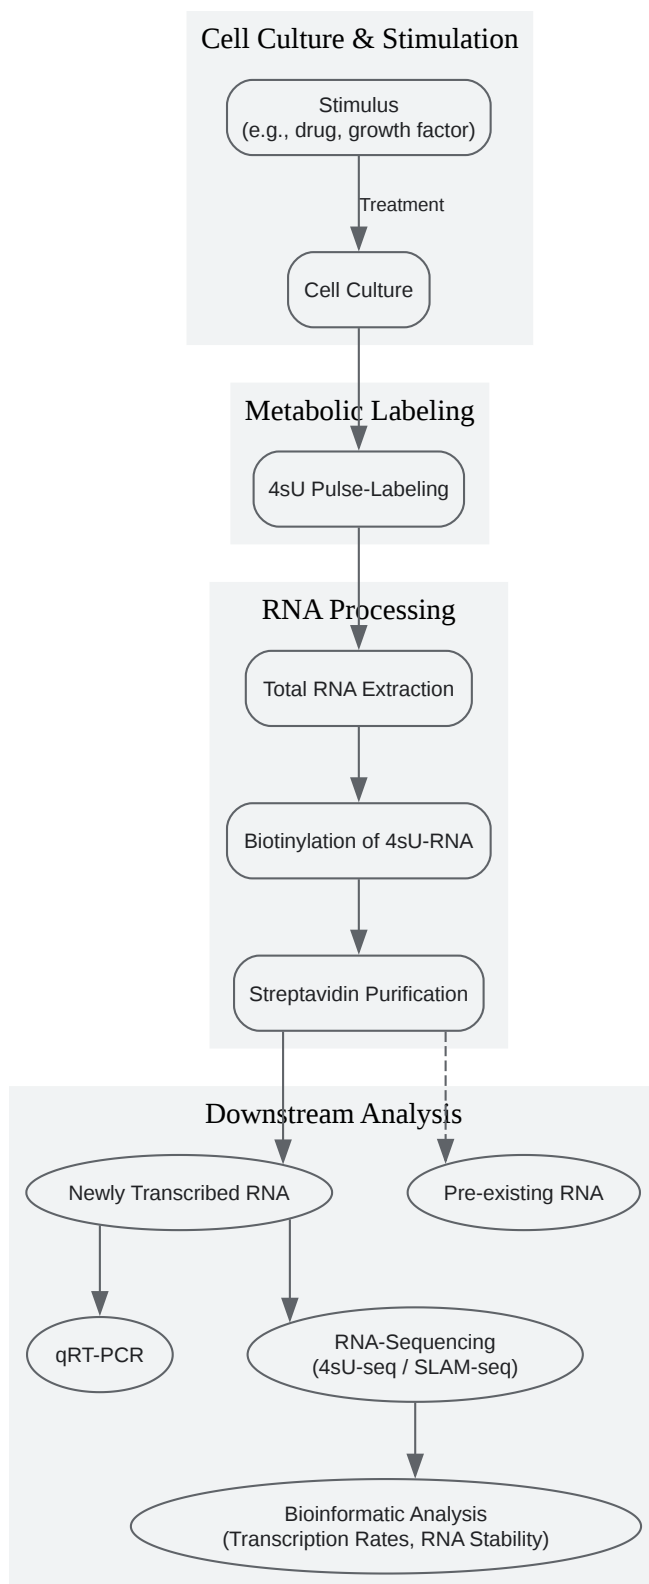 Cell Culture & Stimulation
Stimulus
(e.g., drug, growth factor)
Treatment
Cell Culture
Metabolic Labeling
4sU Pulse-Labeling
RNA Processing
Total RNA Extraction
Biotinylation of 4sU-RNA
Streptavidin Purification
Downstream Analysis
Newly Transcribed RNA
Pre-existing RNA
qRT-PCR
RNA-Sequencing
(4sU-seq / SLAM-seq)
Bioinformatic Analysis
(Transcription Rates, RNA Stability)